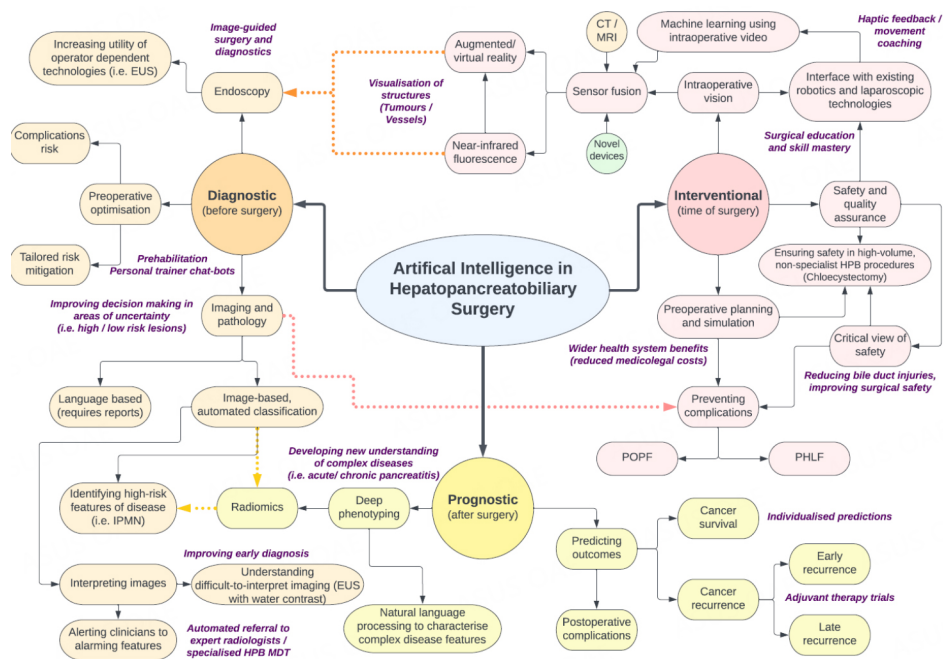 Image-guided
surgery and
diagnostics
Increasing utility of
operator dependent
technologies (i.e. EUS)
Endoscopy
Augmented/
virtual reality
Visualisation of
structures
(Tumours /
Vessels)
Near-infrared
fluorescence
CT /
MRI
Sensor fusion
Novel
devices
Machine learning using
intraoperative video
Intraoperative
vision
Haptic feedback /
movement
coaching
Interface with existing
robotics and laparoscopic
technologies
Surgical education
and skill mastery
Complications
risk
Preoperative
optimisation
Tailored risk
mitigation
Diagnostic
(before surgery)
Prehabilitation
Personal trainer chat-bots
Interventional
(time of surgery)
Safety and
quality
assurance
Ensuring safety in high-volume,
non-specialist HPB procedures
(Chloecystectomy)
Artifical Intelligence in
Hepatopancreatobiliary
Surgery
Improving decision making in
areas of uncertainty
(i.e. high / low risk lesions)
Imaging and
pathology
Preoperative planning
and simulation
Wider health system benefits
(reduced medicolegal costs)
Critical view of
safety
Reducing bile duct injuries,
improving surgical safety
Language based
(requires reports)
Image-based,
automated classification
Preventing
complications
POPF
PHLF
Developing new understanding
of complex diseases
(i.e. acute/ chronic pancreatitis)
Identifying high-risk
features of disease
(i.e. IPMN)
Radiomics
Deep
phenotyping
Prognostic
(after surgery)
Predicting
outcomes
Cancer
survival
Individualised predictions
Improving early diagnosis
Interpreting images
Understanding
difficult-to-interpret imaging (EUS
with water contrast)
Alerting clinicians to
alarming features
Automated referral to
expert radiologists /
specialised HPB MDT
Natural language
processing to characterise
complex disease features
Postoperative
complications
Cancer
recurrence
Early
recurrence
Adjuvant therapy trials
Late
recurrence